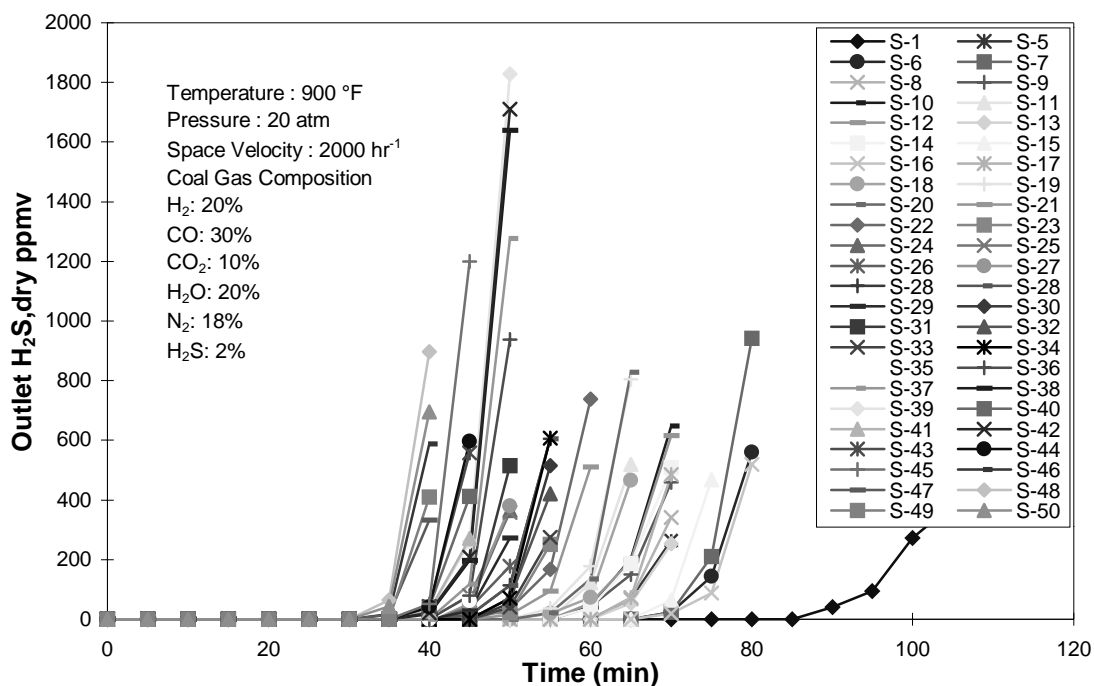 2000
1800
1600
1400
1200
1000
800
600
400
200
0
Outlet H₂S,dry ppmv
Temperature : 900 °F
Pressure : 20 atm
Space Velocity : 2000 hr⁻¹
Coal Gas Composition
H₂: 20%
CO: 30%
CO₂: 10%
H₂O: 20%
N₂: 18%
H₂S: 2%
S-1 S-5
S-6 S-7
S-8 S-9
S-10 S-11
S-12 S-13
S-14 S-15
S-16 S-17
S-18 S-19
S-20 S-21
S-22 S-23
S-24 S-25
S-26 S-27
S-28 S-28
S-29 S-30
S-31 S-32
S-33 S-34
S-35 S-36
S-37 S-38
S-39 S-40
S-41 S-42
S-43 S-44
S-45 S-46
S-47 S-48
S-49 S-50
0 20 40 60 80 100 120
Time (min)